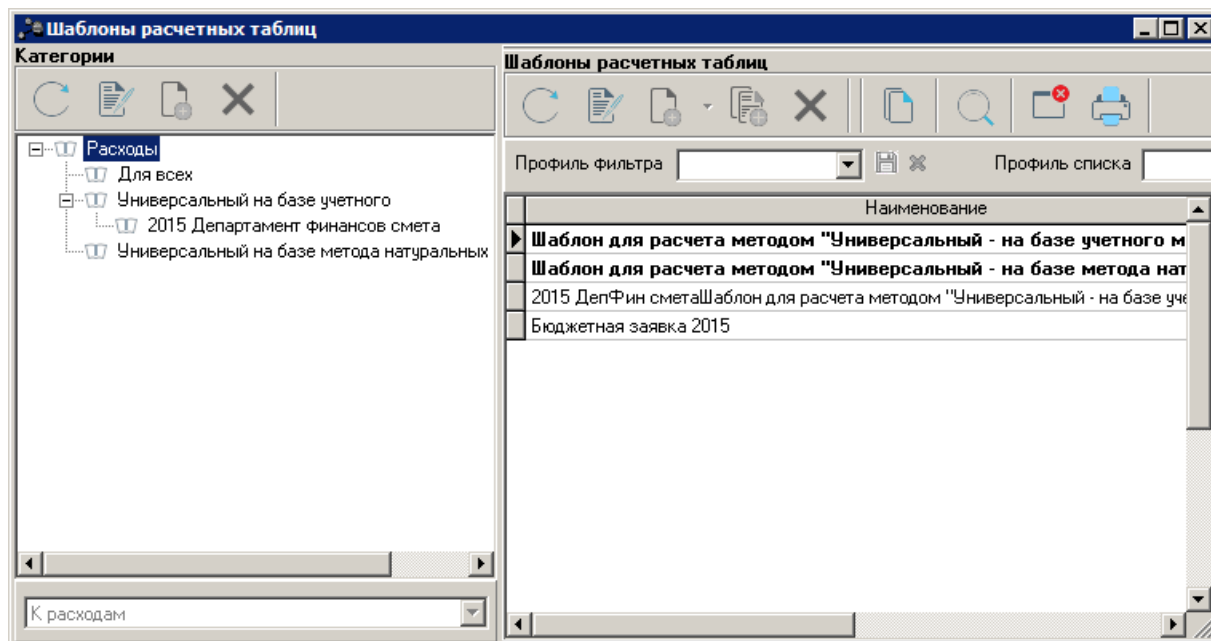 Шаблоны расчетных таблиц
Категории
Расходы
Для всех
Универсальный на базе учетного
2015 Департамент финансов смета
Универсальный на базе метода натуральных
К расходам
Шаблоны расчетных таблиц
Профиль фильтра
Профиль списка
Наименование
Шаблон для расчета методом "Универсальный - на базе учетного м
Шаблон для расчета методом "Универсальный - на базе метода нат
2015 ДепФин сметаШаблон для расчета методом "Универсальный - на базе уче
Бюджетная заявка 2015